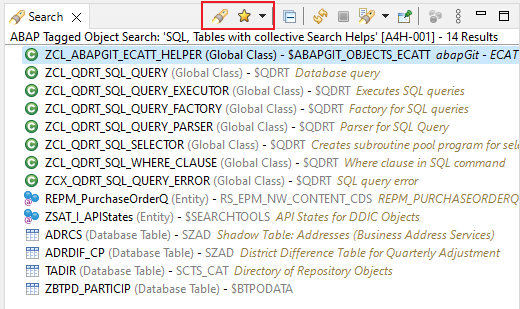 Search
ABAP Tagged Object Search: 'SQL, Tables with collective Search Helps' [A4H-001] - 14 Results
ZCL_ABAPGIT_ECATT_HELPER (Global Class) - $ABAPGIT_OBJECTS_ECATT abapGit - ECAT
ZCL_QDRT_SQL_QUERY (Global Class) - $QDRT Database query
ZCL_QDRT_SQL_QUERY_EXECUTOR (Global Class) - $QDRT Executes SQL queries
ZCL_QDRT_SQL_QUERY_FACTORY (Global Class) - $QDRT Factory for SQL queries
ZCL_QDRT_SQL_QUERY_PARSER (Global Class) - $QDRT Parser for SQL Query
ZCL_QDRT_SQL_SELECTOR (Global Class) - $QDRT Creates subroutine pool program for sel
ZCL_QDRT_SQL_WHERE_CLAUSE (Global Class) - $QDRT Where clause in SQL command
ZCX_QDRT_SQL_QUERY_ERROR (Global Class) - $QDRT SQL query error
REPM_PurchaseOrderQ (Entity) - RS_EPM_NW_CONTENT_CDS REPM_PURCHASEORDERQ
ZSAT_I_APIStates (Entity) - $SEARCHTOOLS API States for DDIC Objects
ADRCS (Database Table) - SZAD Shadow Table: Addresses (Business Address Services)
ADRDIF_CP (Database Table) - SZAD District Difference Table for Quarterly Adjustment
TADIR (Database Table) - SCTS_CAT Directory of Repository Objects
ZBTPD_PARTICIP (Database Table) - $BTPODATA